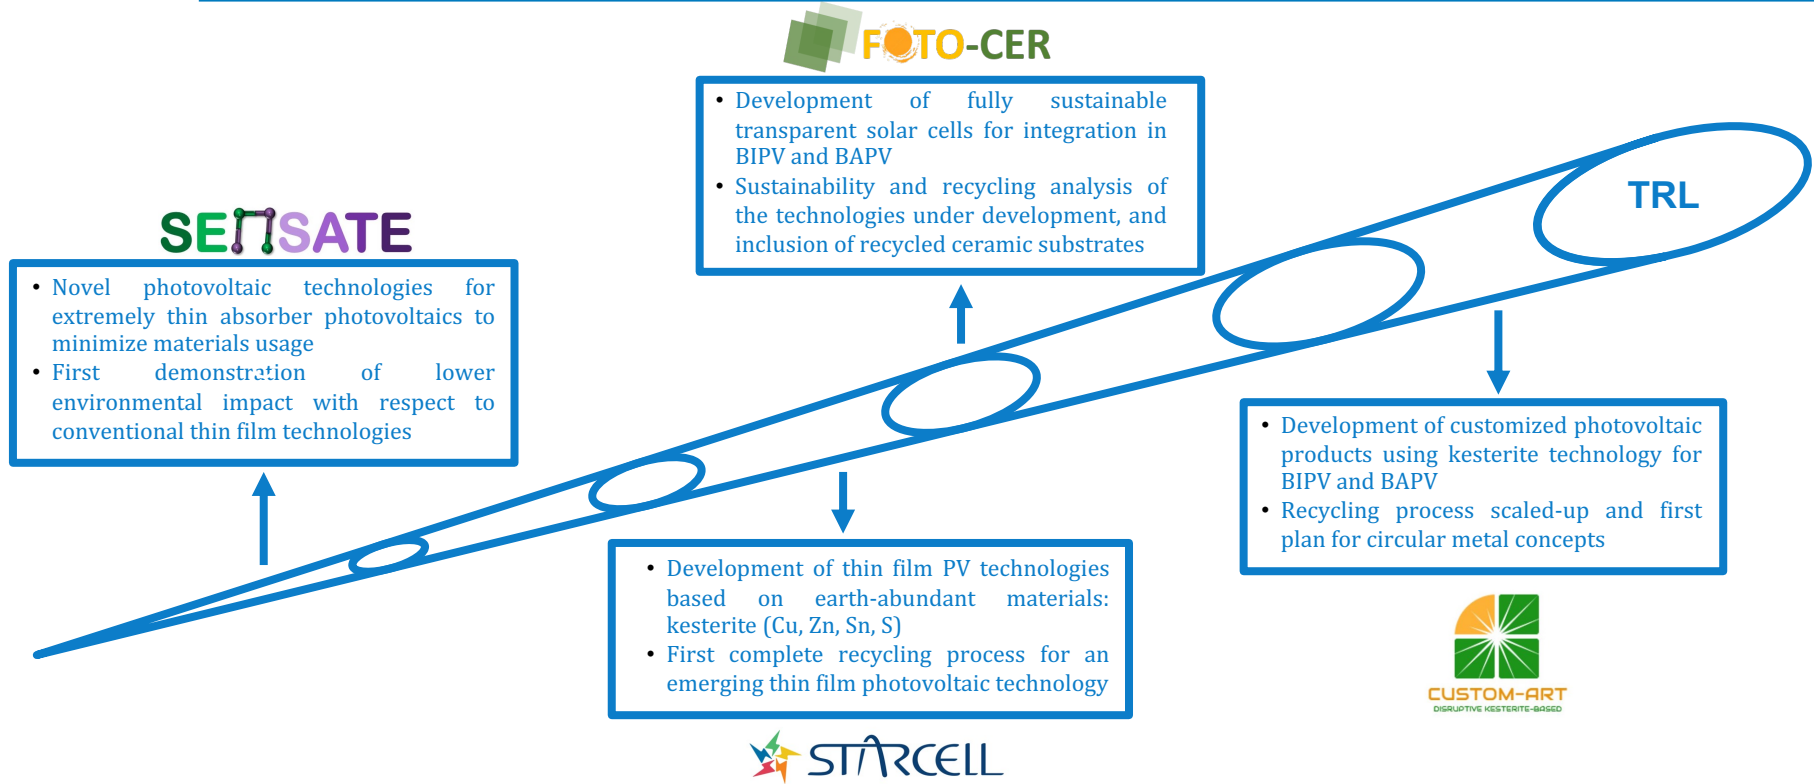 FOTO-CER
• Development of fully sustainable
transparent solar cells for integration in
BIPV and BAPV
• Sustainability and recycling analysis of
the technologies under development, and
inclusion of recycled ceramic substrates
TRL
SENSATE
• Novel photovoltaic technologies for
extremely thin absorber photovoltaics to
minimize materials usage
• First demonstration of lower
environmental impact with respect to
conventional thin film technologies
• Development of customized photovoltaic
products using kesterite technology for
BIPV and BAPV
• Recycling process scaled-up and first
plan for circular metal concepts
CUSTOM-ART
DISRUPTIVE KESTERITE-BASED
• Development of thin film PV technologies
based on earth-abundant materials:
kesterite (Cu, Zn, Sn, S)
• First complete recycling process for an
emerging thin film photovoltaic technology
STARCELL